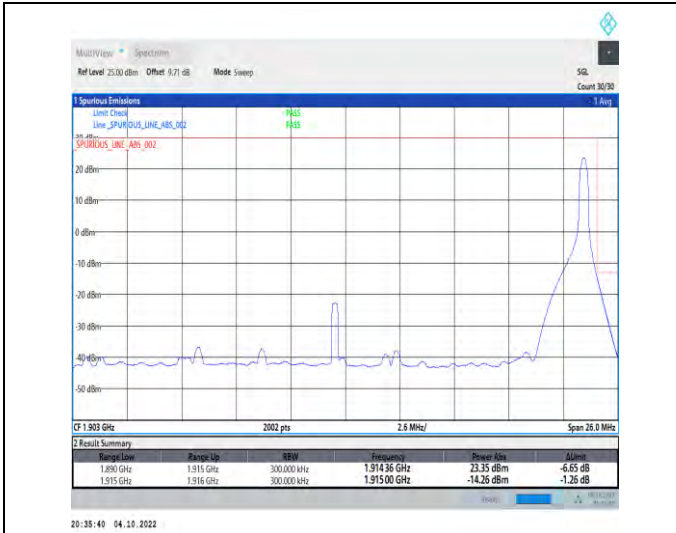 MultiView Spectrum
Ref Level 25.00 dBm Offset 9.71 dB Mode Sweep SGL
Count 30/30
1 Spurious Emissions 1 Avg
Limit Check PASS
Line _SPURIOUS_LINE_ABS_002 PASS
30 dBm
_SPURIOUS_LINE_ABS_002
20 dBm
10 dBm
0 dBm
-10 dBm
-20 dBm
-30 dBm
-40 dBm
-50 dBm
CF 1.903 GHz 2002 pts 2.6 MHz/ Span 26.0 MHz
2 Result Summary
Range Low Range Up RBW Frequency Power Abs ΔLimit
1.890 GHz 1.915 GHz 300.000 kHz 1.91436 GHz 23.35 dBm -6.65 dB
1.915 GHz 1.916 GHz 300.000 kHz 1.91500 GHz -14.26 dBm -1.26 dB
20:35:40 04.10.2022